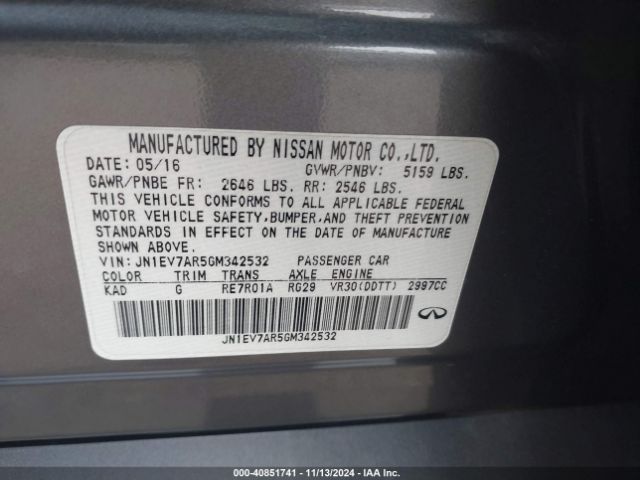 MANUFACTURED BY NISSAN MOTOR CO.,LTD.
DATE: 05/16 GVWR/PNBV: 5159 LBS.
GAWR/PNBE FR: 2646 LBS. RR: 2546 LBS.
THIS VEHICLE CONFORMS TO ALL APPLICABLE FEDERAL
MOTOR VEHICLE SAFETY,BUMPER,AND THEFT PREVENTION
STANDARDS IN EFFECT ON THE DATE OF MANUFACTURE
SHOWN ABOVE.
VIN: JN1EV7AR5GM342532 PASSENGER CAR
COLOR TRIM TRANS AXLE ENGINE
KAD G RE7R01A RG29 VR30(DDTT) 2997CC
JN1EV7AR5GM342532
000-40851741 - 11/13/2024 - IAA Inc.